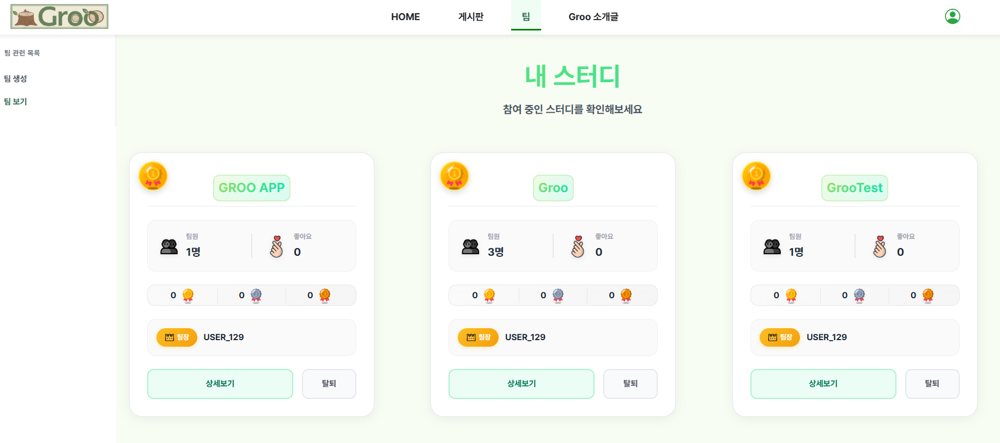 Groo
HOME 게시판 팀 Groo 소개글
팀 관련 목록
팀 생성
팀 보기
내 스터디
참여 중인 스터디를 확인해보세요
GROO APP
팀원
1명
좋아요
0
0 0 0
팀장 USER_129
상세보기 탈퇴
Groo
팀원
3명
좋아요
0
0 0 0
팀장 USER_129
상세보기 탈퇴
GrooTest
팀원
1명
좋아요
0
0 0 0
팀장 USER_129
상세보기 탈퇴